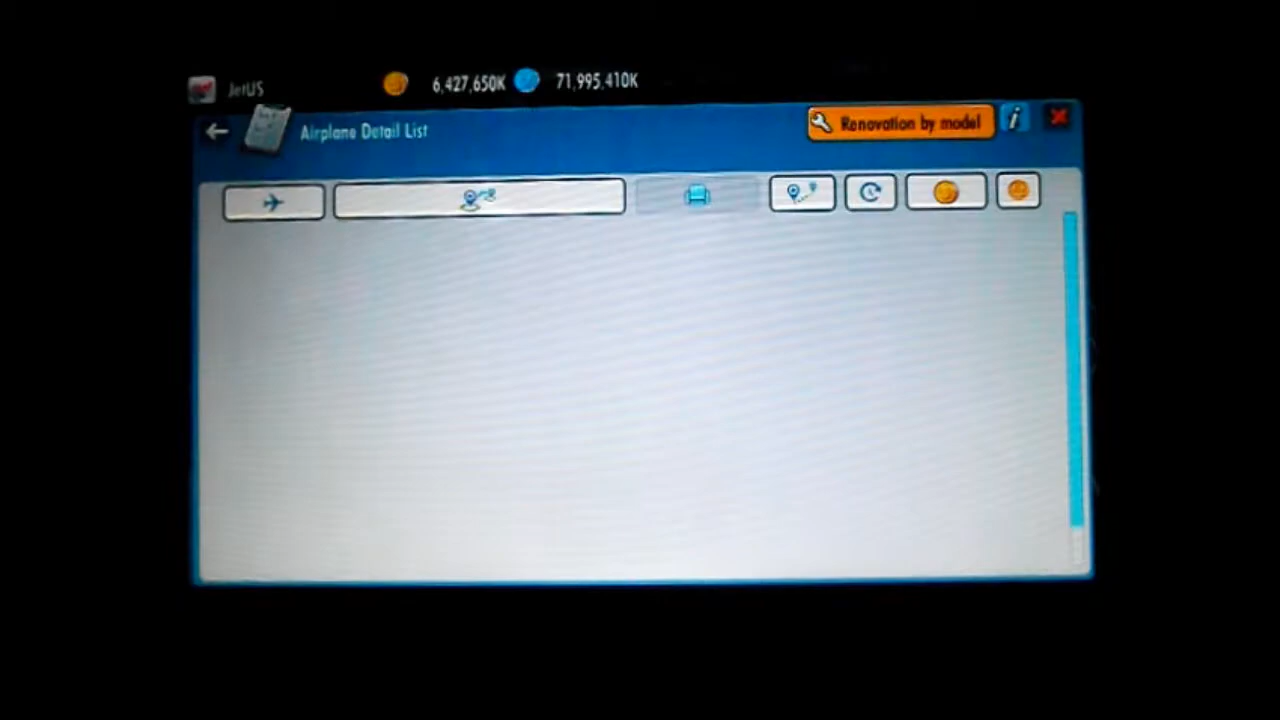 JetUS
6,427,650K
71,995,410K
Airplane Detail List
Renovation by model
i